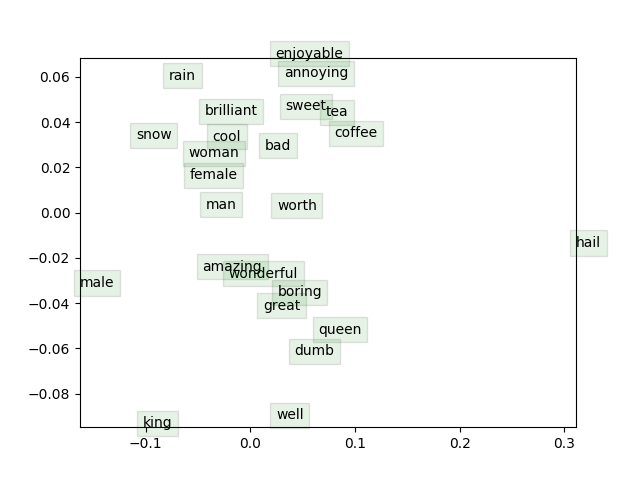 enjoyable
annoying
rain
0.06
sweet
brilliant
tea
0.04
coffee
snow
cool
bad
woman
0.02
female
man
worth
0.00
hail
amazing
wonderful
−0.02
male
boring
great
−0.04
queen
dumb
−0.06
−0.08
well
king
−0.1
0.0
0.1
0.2
0.3